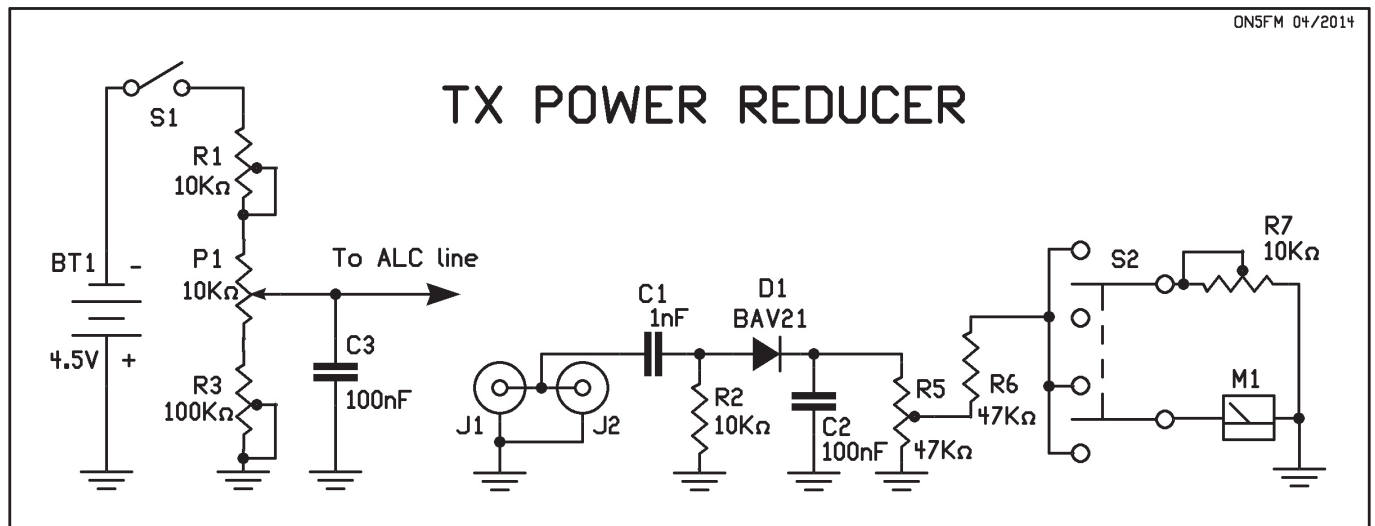 ON5FM 04/2014
TX POWER REDUCER
S1
R1
10KΩ
BT1
-
4.5V
+
P1
10KΩ
To ALC line
R3
100KΩ
C3
100nF
J1
J2
C1
1nF
R2
10KΩ
D1
BAV21
C2
100nF
R5
47KΩ
R6
47KΩ
S2
R7
10KΩ
M1